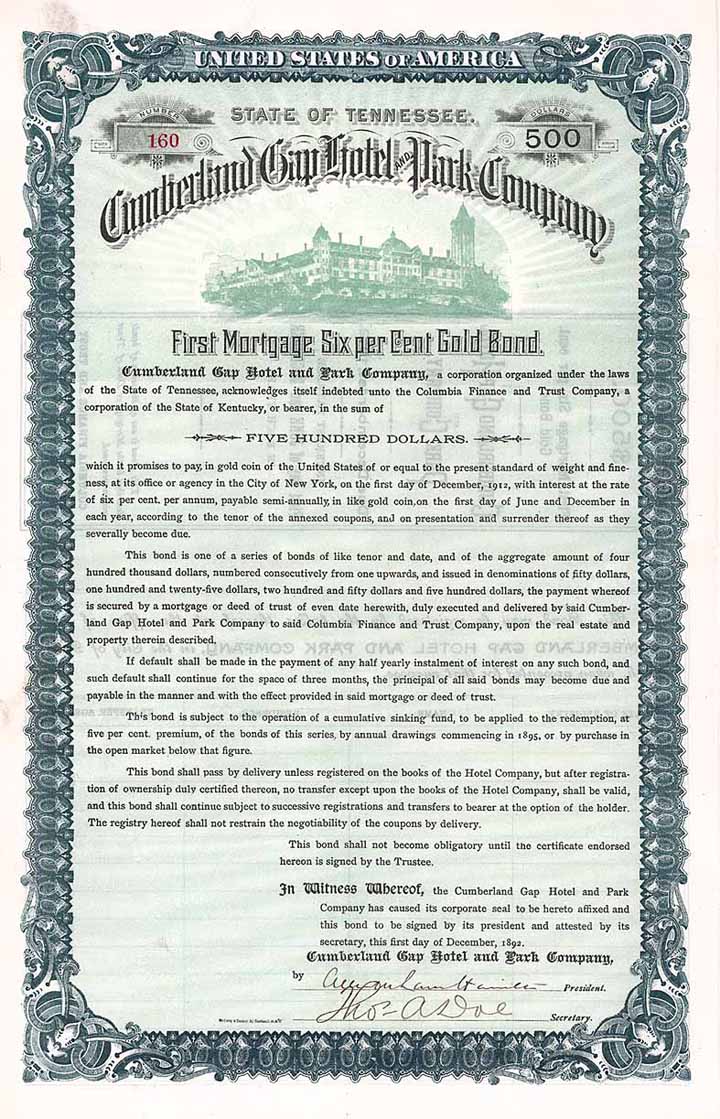 UNITED STATES OF AMERICA
NUMBER
160
STATE OF TENNESSEE.
DOLLARS
500
Cumberland Gap Hotel AND Park Company
First Mortgage Six per Cent Gold Bond.
Cumberland Gap Hotel and Park Company, a corporation organized under the laws
of the State of Tennessee, acknowledges itself indebted unto the Columbia Finance and Trust Company, a
corporation of the State of Kentucky, or bearer, in the sum of
FIVE HUNDRED DOLLARS.
which it promises to pay, in gold coin of the United States of or equal to the present standard of weight and fine-
ness, at its office or agency in the City of New York, on the first day of December, 1912, with interest at the rate
of six per cent. per annum, payable semi-annually, in like gold coin, on the first day of June and December in
each year, according to the tenor of the annexed coupons, and on presentation and surrender thereof as they
severally become due.
This bond is one of a series of bonds of like tenor and date, and of the aggregate amount of four
hundred thousand dollars, numbered consecutively from one upwards, and issued in denominations of fifty dollars,
one hundred and twenty-five dollars, two hundred and fifty dollars and five hundred dollars, the payment whereof
is secured by a mortgage or deed of trust of even date herewith, duly executed and delivered by said Cumber-
land Gap Hotel and Park Company to said Columbia Finance and Trust Company, upon the real estate and
property therein described.
If default shall be made in the payment of any half yearly instalment of interest on any such bond, and
such default shall continue for the space of three months, the principal of all said bonds may become due and
payable in the manner and with the effect provided in said mortgage or deed of trust.
This bond is subject to the operation of a cumulative sinking fund, to be applied to the redemption, at
five per cent. premium, of the bonds of this series, by annual drawings commencing in 1895, or by purchase in
the open market below that figure.
This bond shall pass by delivery unless registered on the books of the Hotel Company, but after registra-
tion of ownership duly certified thereon, no transfer except upon the books of the Hotel Company, shall be valid,
and this bond shall continue subject to successive registrations and transfers to bearer at the option of the holder.
The registry hereof shall not restrain the negotiability of the coupons by delivery.
This bond shall not become obligatory until the certificate endorsed
hereon is signed by the Trustee.
In Witness Whereof, the Cumberland Gap Hotel and Park
Company has caused its corporate seal to be hereto affixed and
this bond to be signed by its president and attested by its
secretary, this first day of December, 1892.
Cumberland Gap Hotel and Park Company,
by
President.
Thos A Doe
Secretary.